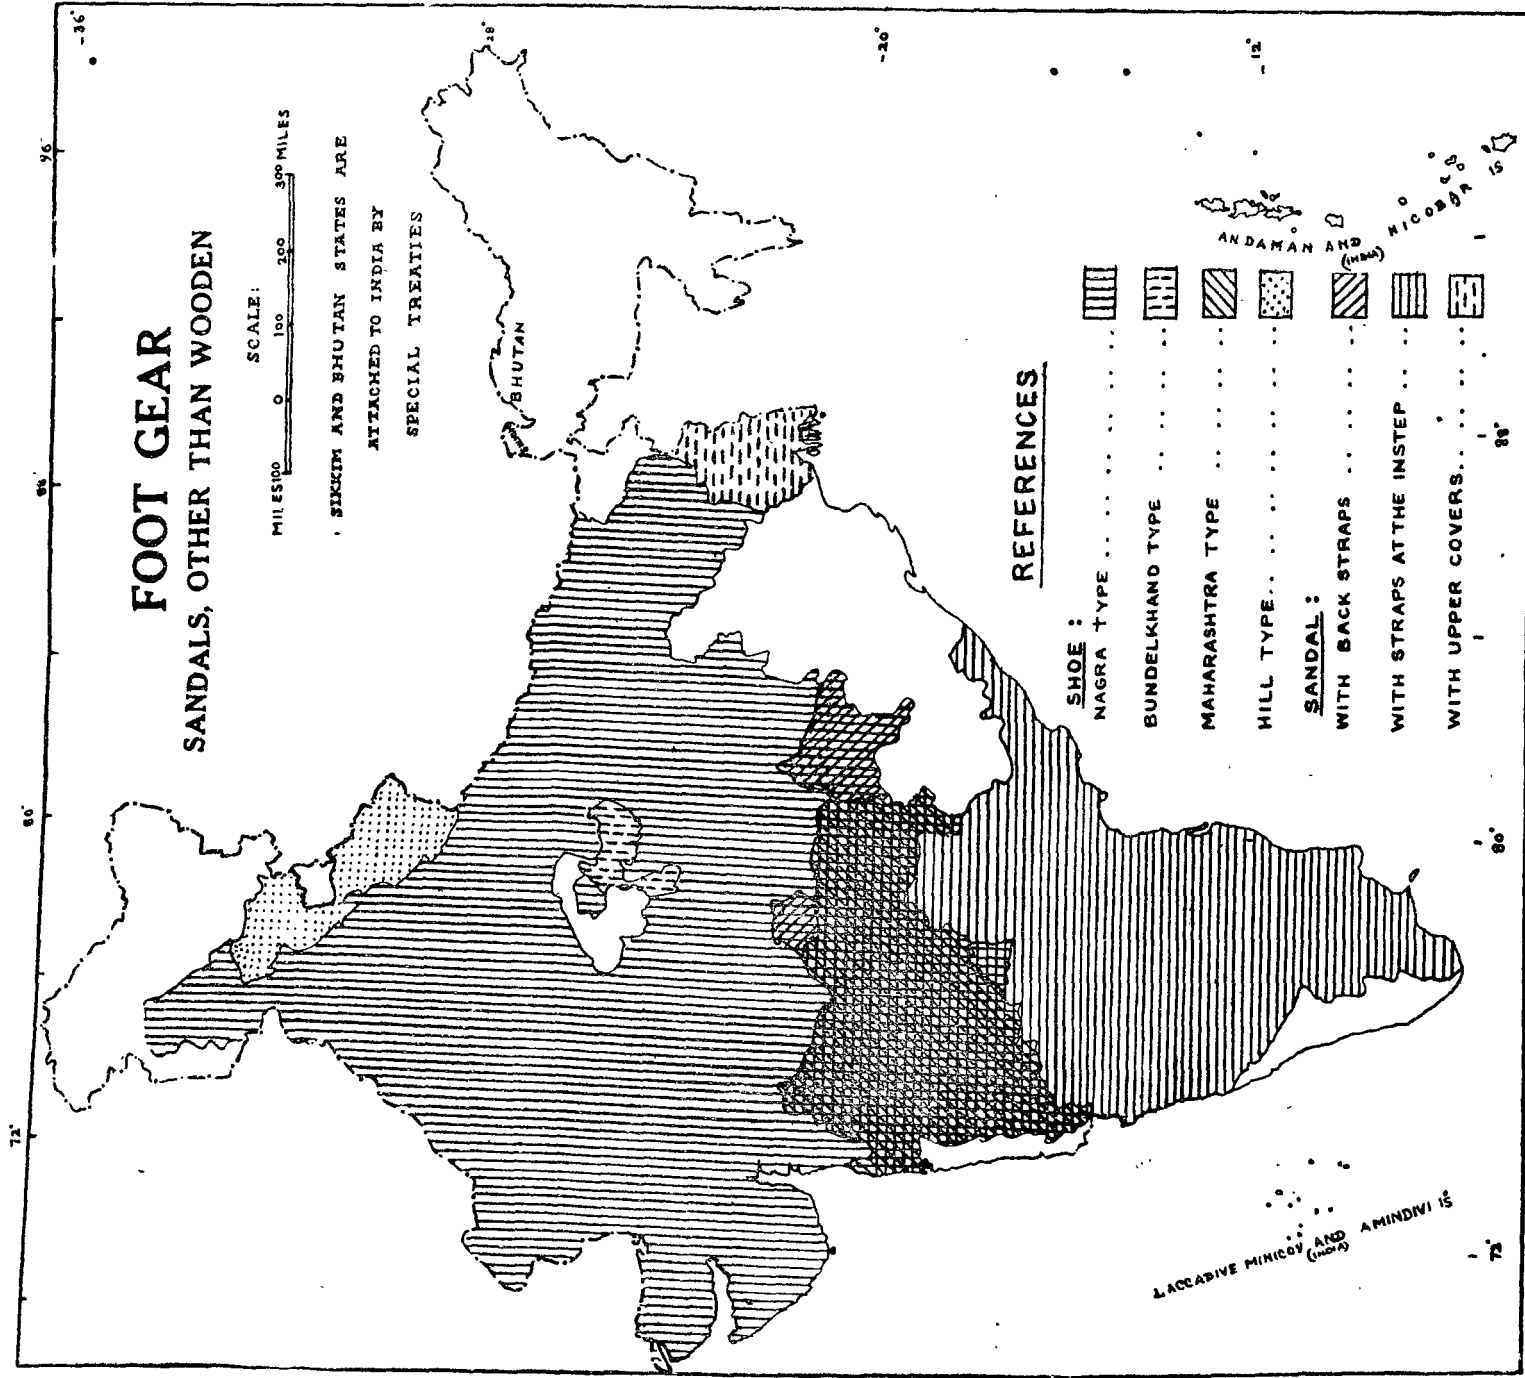 FOOT GEAR
SANDALS, OTHER THAN WOODEN
SCALE:
MILES100 0 100 200 300 MILES
SIKKIM AND BHUTAN STATES ARE
ATTACHED TO INDIA BY
SPECIAL TREATIES
BHUTAN
REFERENCES
SHOE :
NAGRA TYPE
BUNDELKHAND TYPE
MAHARASHTRA TYPE
HILL TYPE
SANDAL :
WITH BACK STRAPS
WITH STRAPS AT THE INSTEP
WITH UPPER COVERS
ANDAMAN AND NICOBAR IS
(INDIA)
LACCADIVE MINICOY AND AMINDIVI IS
(INDIA)
72°
80°
96°
36°
28°
20°
12°
72°
80°
88°